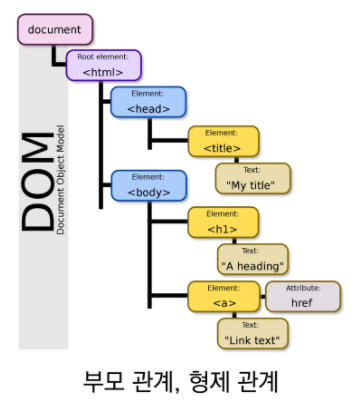 document
Root element:
<html>
Element:
<head>
Element:
<title>
Text:
"My title"
DOM
Document Object Model
Element:
<body>
Element:
<h1>
Text:
"A heading"
Element:
<a>
Attribute:
href
Text:
"Link text"
부모 관계, 형제 관계